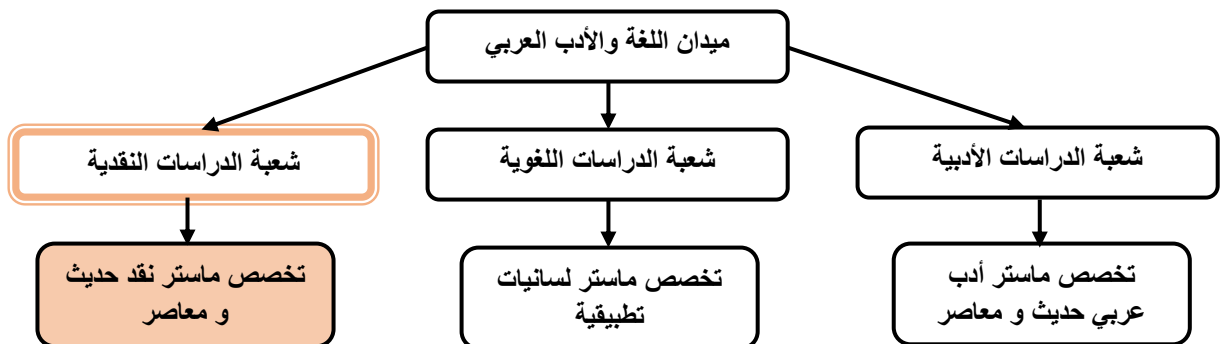 ميدان اللغة والأدب العربي
شعبة الدراسات الأدبية
شعبة الدراسات اللغوية
شعبة الدراسات النقدية
تخصص ماستر أدب
عربي حديث و معاصر
تخصص ماستر لسانيات
تطبيقية
تخصص ماستر نقد حديث
و معاصر